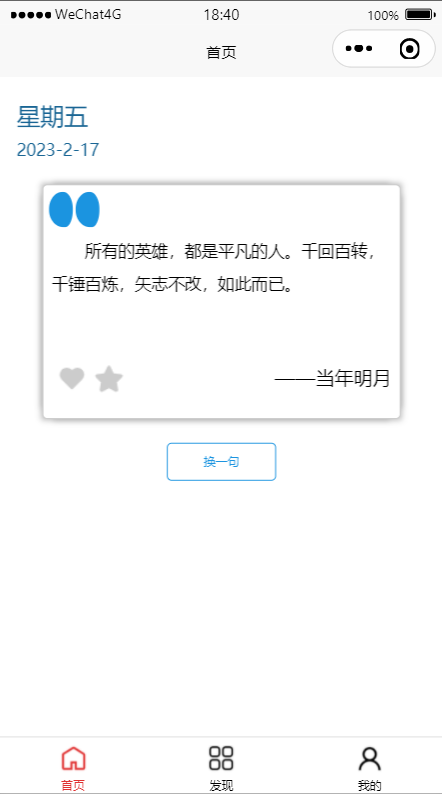 WeChat4G 18:40 100%
首页
星期五
2023-2-17
所有的英雄，都是平凡的人。千回百转，
千锤百炼，矢志不改，如此而已。
——当年明月
换一句
首页 发现 我的